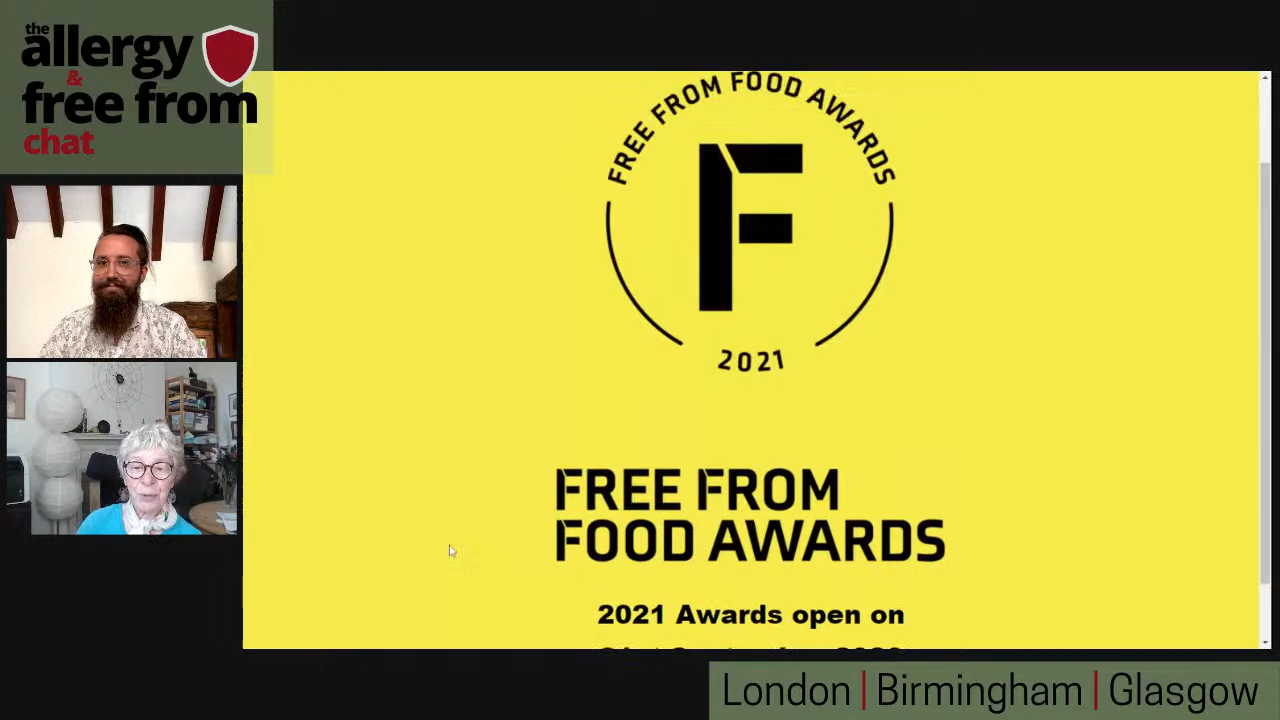 the
allergy
&
free from
chat
FREE FROM FOOD AWARDS
F
2021
FREE FROM
FOOD AWARDS
2021 Awards open on
London | Birmingham | Glasgow